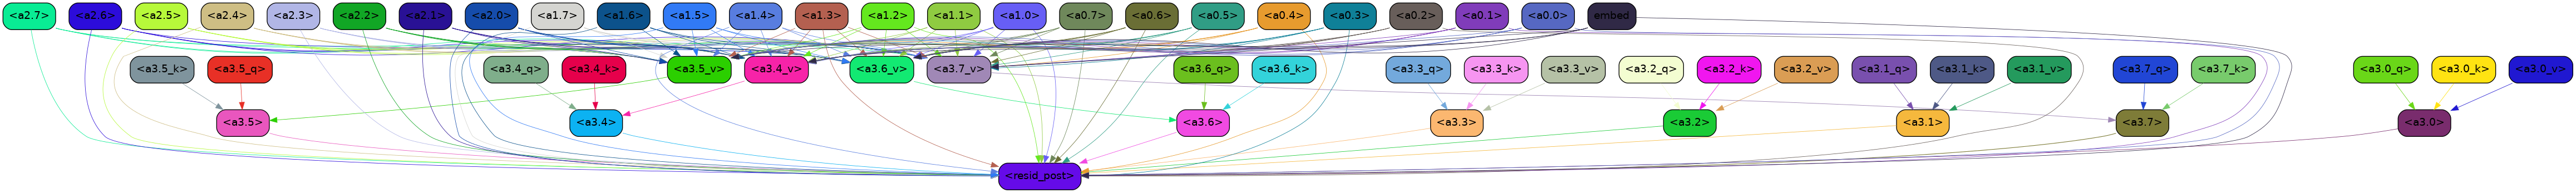 <a2.7> <a2.6> <a2.5> <a2.4> <a2.3> <a2.2> <a2.1> <a2.0> <a1.7> <a1.6> <a1.5> <a1.4> <a1.3> <a1.2> <a1.1> <a1.0> <a0.7> <a0.6> <a0.5> <a0.4> <a0.3> <a0.2> <a0.1> <a0.0> embed
<a3.5_k> <a3.5_q> <a3.4_q> <a3.4_k> <a3.5_v> <a3.4_v> <a3.6_v> <a3.7_v> <a3.6_q> <a3.6_k> <a3.3_q> <a3.3_k> <a3.3_v> <a3.2_q> <a3.2_k> <a3.2_v> <a3.1_q> <a3.1_k> <a3.1_v> <a3.7_q> <a3.7_k> <a3.0_q> <a3.0_k> <a3.0_v>
<a3.5> <a3.4> <a3.6> <a3.3> <a3.2> <a3.1> <a3.7> <a3.0>
<resid_post>